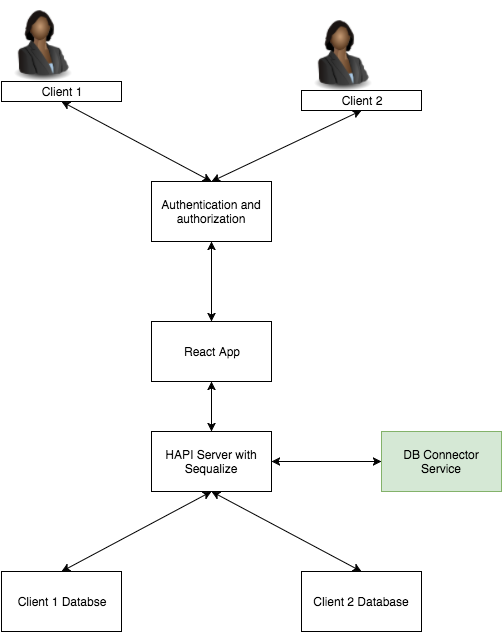 Client 1
Client 2
Authentication and
authorization
React App
HAPI Server with
Sequalize
DB Connector
Service
Client 1 Databse
Client 2 Database